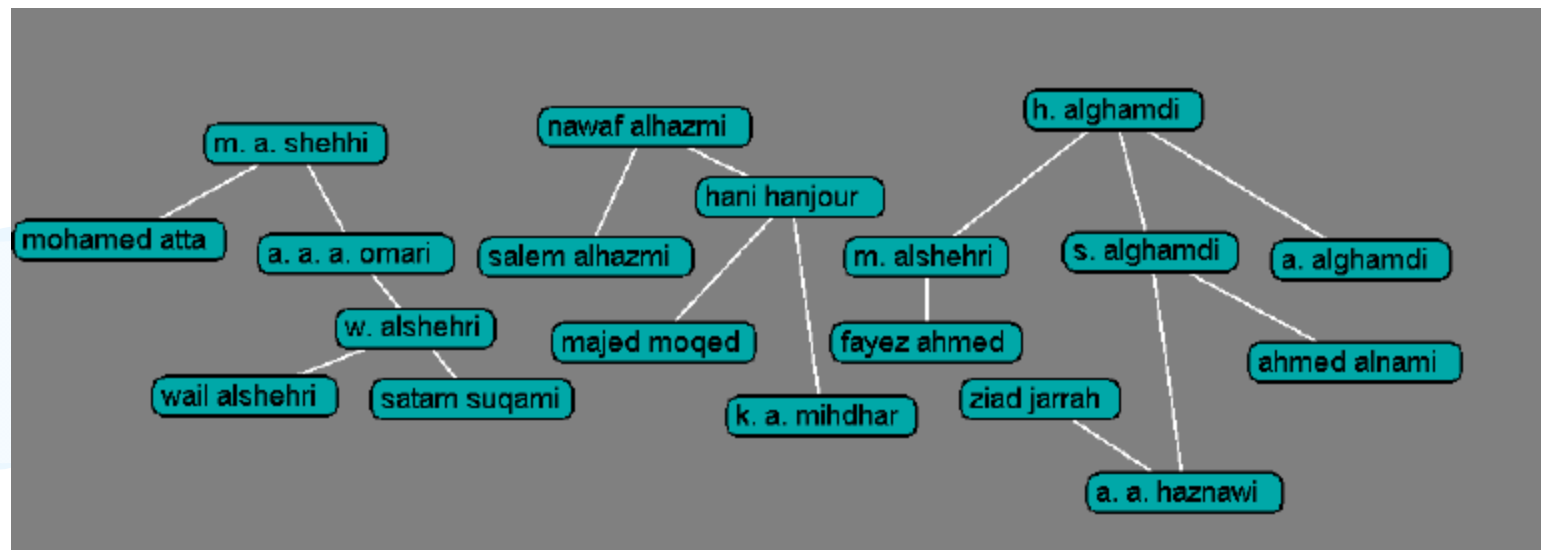 h. alghamdi
nawaf alhazmi
m. a. shehhi
hani hanjour
mohamed atta
a. a. a. omari
salem alhazmi
m. alshehri
s. alghamdi
a. alghamdi
w. alshehri
majed moqed
fayez ahmed
ahmed alnami
wail alshehri
satam suqami
k. a. mihdhar
ziad jarrah
a. a. haznawi